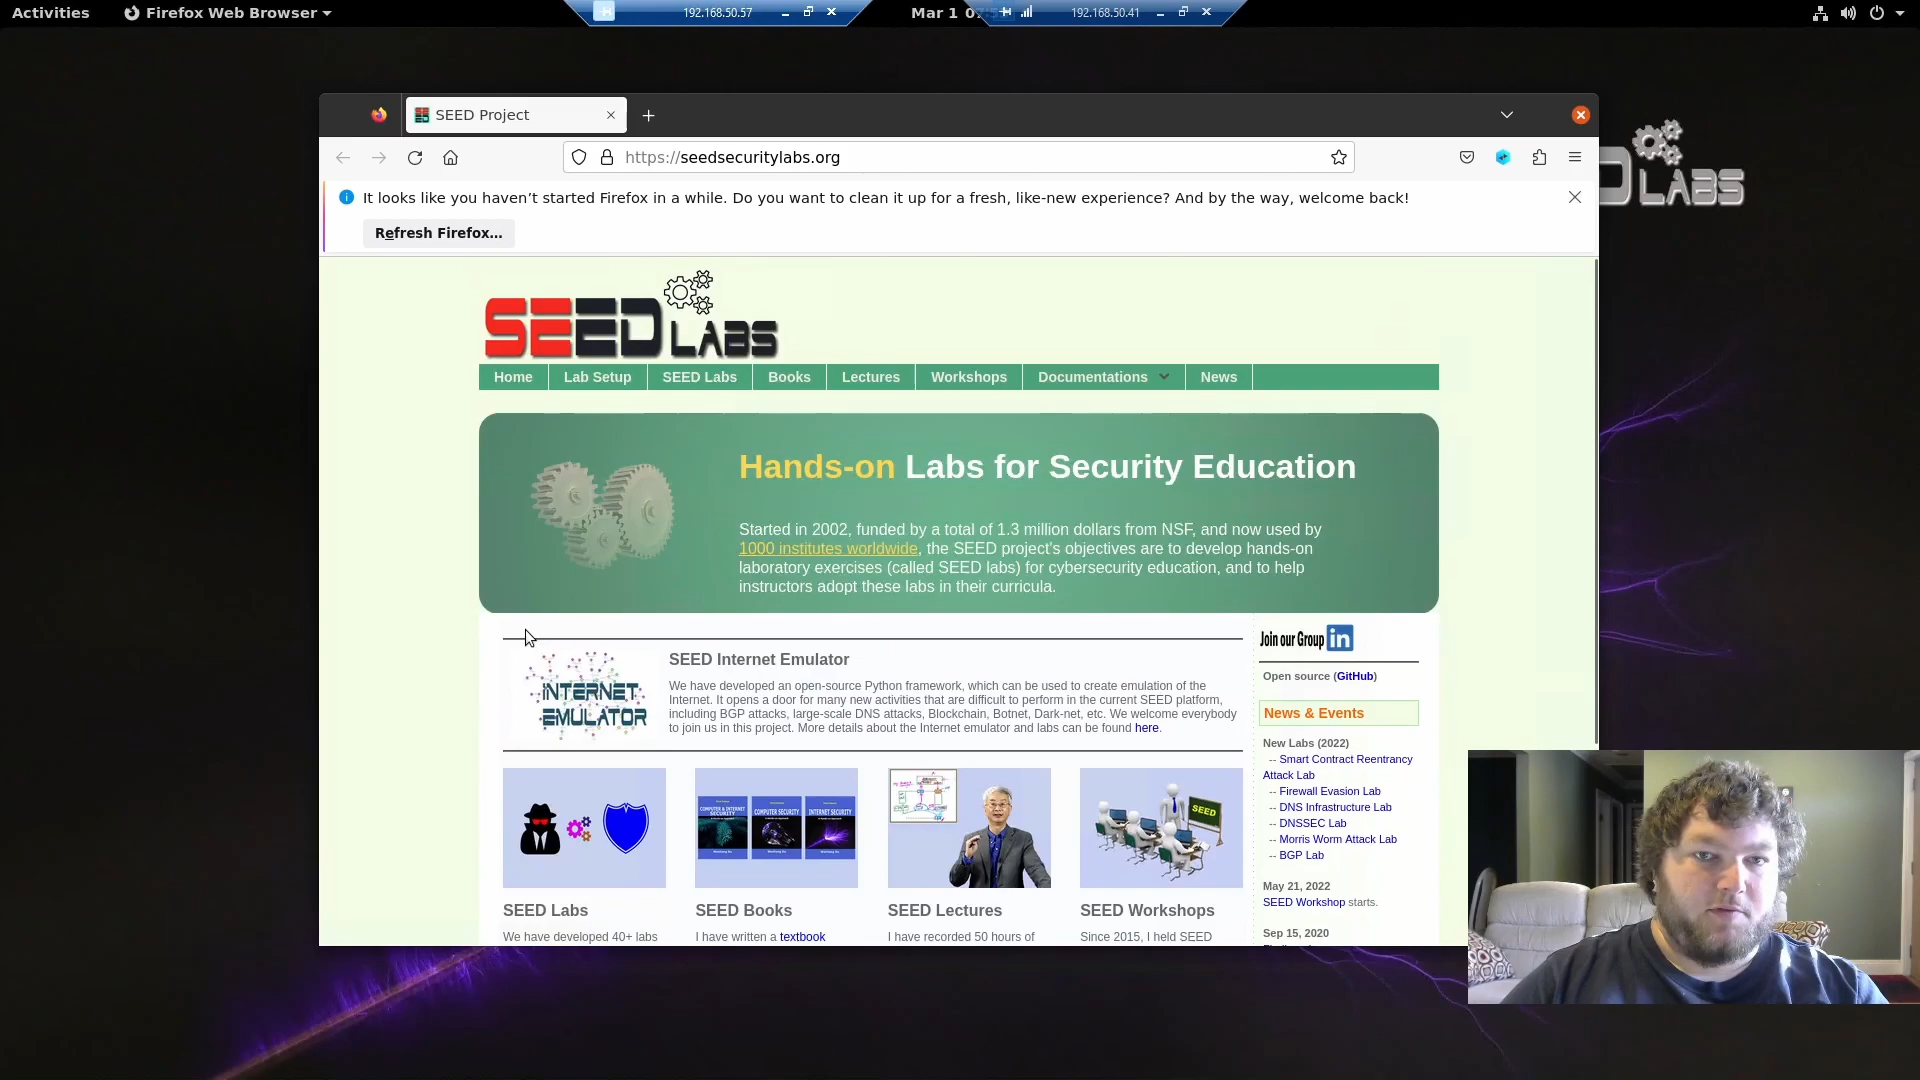 Activities
Firefox Web Browser
192.168.50.57
Mar 1
192.168.50.41
SEED Project
https://seedsecuritylabs.org
It looks like you haven’t started Firefox in a while. Do you want to clean it up for a fresh, like-new experience? And by the way, welcome back!
Refresh Firefox...
LABS
SEED LABS
Home
Lab Setup
SEED Labs
Books
Lectures
Workshops
Documentations
News
Hands-on Labs for Security Education
Started in 2002, funded by a total of 1.3 million dollars from NSF, and now used by
1000 institutes worldwide, the SEED project's objectives are to develop hands-on
laboratory exercises (called SEED labs) for cybersecurity education, and to help
instructors adopt these labs in their curricula.
INTERNET
EMULATOR
SEED Internet Emulator
We have developed an open-source Python framework, which can be used to create emulation of the
Internet. It opens a door for many new activities that are difficult to perform in the current SEED platform,
including BGP attacks, large-scale DNS attacks, Blockchain, Botnet, Dark-net, etc. We welcome everybody
to join us in this project. More details about the Internet emulator and labs can be found here.
Join our Group in
Open source (GitHub)
News & Events
New Labs (2022)
-- Smart Contract Reentrancy
Attack Lab
-- Firewall Evasion Lab
-- DNS Infrastructure Lab
-- DNSSEC Lab
-- Morris Worm Attack Lab
-- BGP Lab
May 21, 2022
SEED Workshop starts.
Sep 15, 2020
COMPUTER & INTERNET
SECURITY
COMPUTER SECURITY
INTERNET SECURITY
SEED
SEED Labs
We have developed 40+ labs
SEED Books
I have written a textbook
SEED Lectures
I have recorded 50 hours of
SEED Workshops
Since 2015, I held SEED